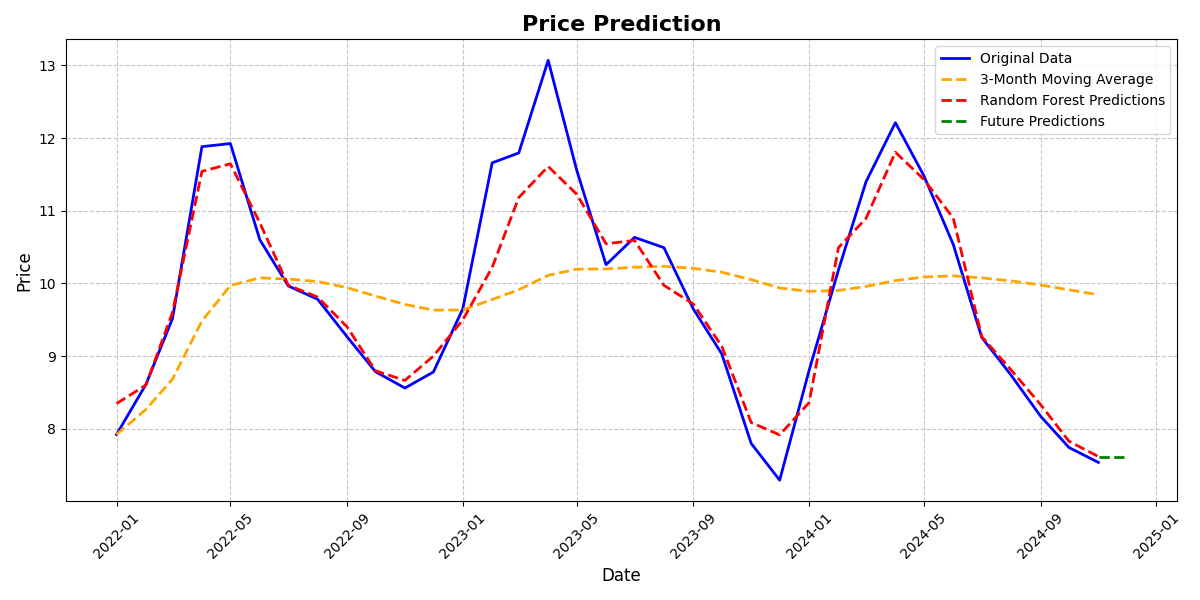 Price Prediction
Original Data
3-Month Moving Average
Random Forest Predictions
Future Predictions
Price
13
12
11
10
9
8
2022-01
2022-05
2022-09
2023-01
2023-05
2023-09
2024-01
2024-05
2024-09
2025-01
Date